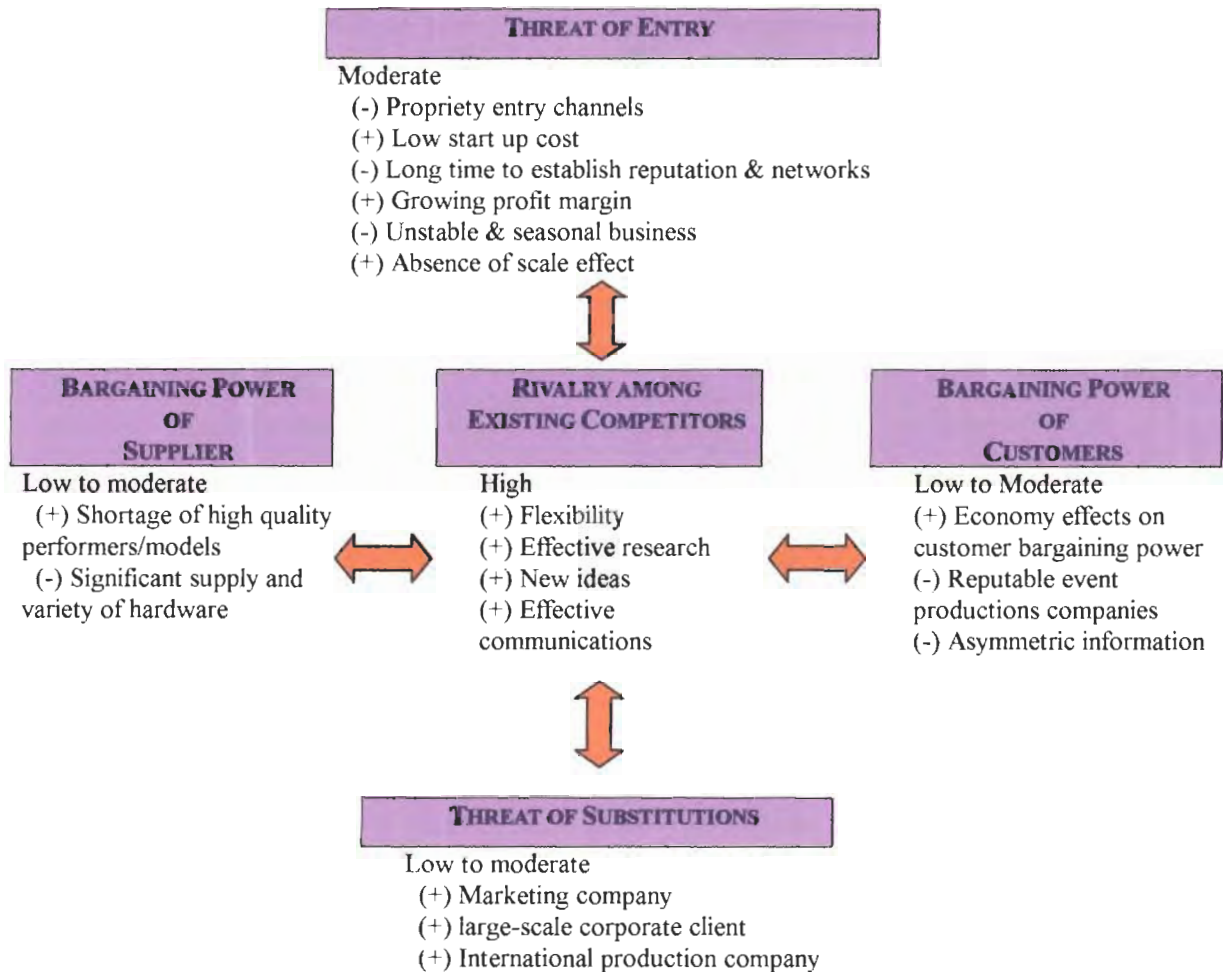 THREAT OF ENTRY
Moderate
(-) Propriety entry channels
(+) Low start up cost
(-) Long time to establish reputation & networks
(+) Growing profit margin
(-) Unstable & seasonal business
(+) Absence of scale effect
BARGAINING POWER
OF
SUPPLIER
Low to moderate
(+) Shortage of high quality
performers/models
(-) Significant supply and
variety of hardware
RIVALRY AMONG
EXISTING COMPETITORS
High
(+) Flexibility
(+) Effective research
(+) New ideas
(+) Effective
communications
BARGAINING POWER
OF
CUSTOMERS
Low to Moderate
(+) Economy effects on
customer bargaining power
(-) Reputable event
productions companies
(-) Asymmetric information
THREAT OF SUBSTITUTIONS
Low to moderate
(+) Marketing company
(+) large-scale corporate client
(+) International production company